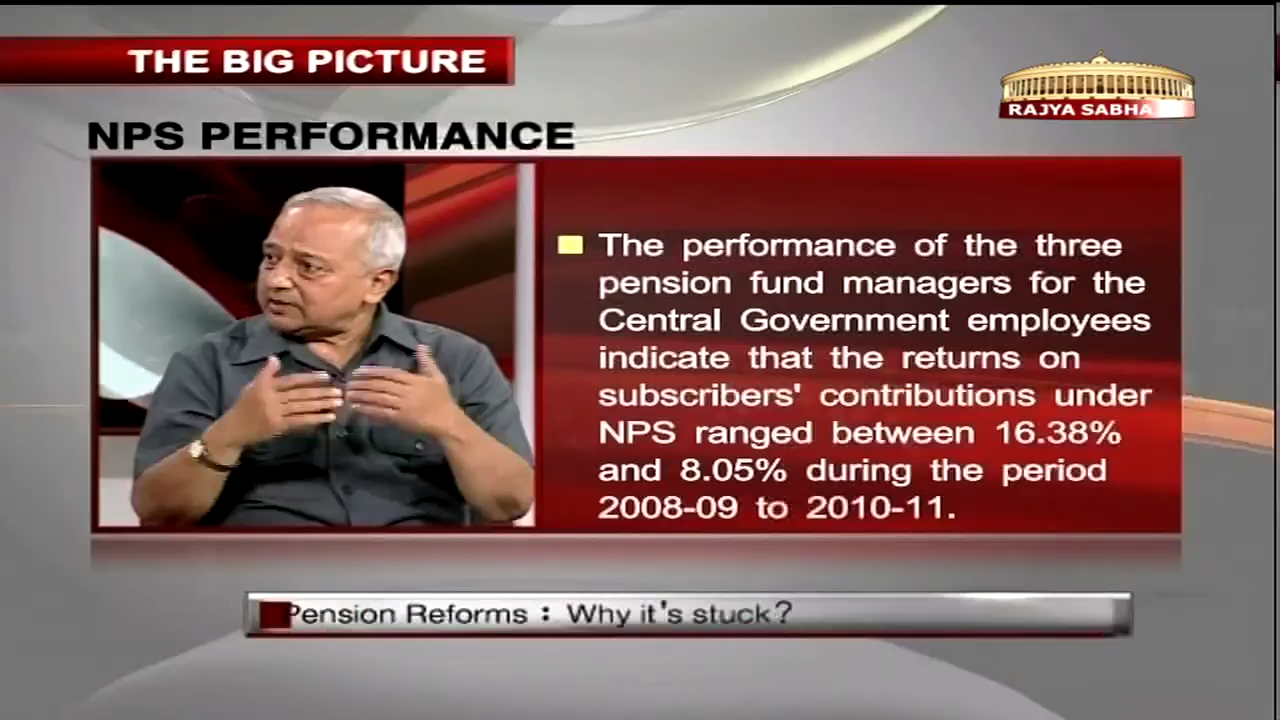 THE BIG PICTURE
RAJYA SABHA
NPS PERFORMANCE
The performance of the three
pension fund managers for the
Central Government employees
indicate that the returns on
subscribers' contributions under
NPS ranged between 16.38%
and 8.05% during the period
2008-09 to 2010-11.
Pension Reforms : Why it's stuck?